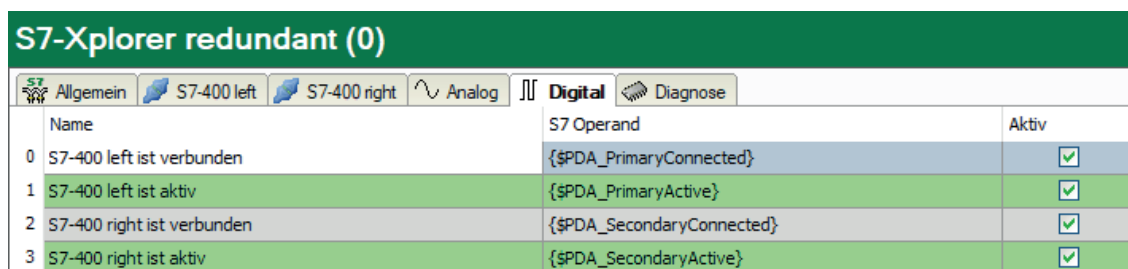 S7-Xplorer redundant (0)
S7 Allgemein S7-400 left S7-400 right Analog Digital Diagnose
Name S7 Operand Aktiv
0 S7-400 left ist verbunden {$PDA_PrimaryConnected}
1 S7-400 left ist aktiv {$PDA_PrimaryActive}
2 S7-400 right ist verbunden {$PDA_SecondaryConnected}
3 S7-400 right ist aktiv {$PDA_SecondaryActive}